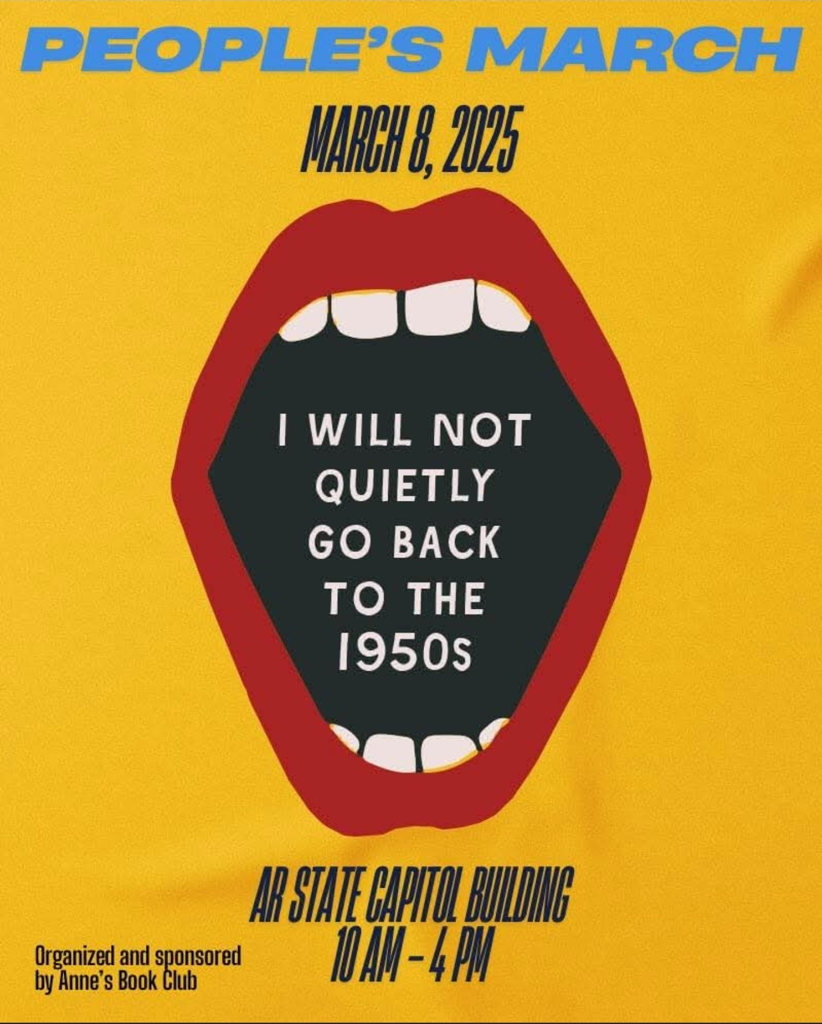 PEOPLE'S MARCH
MARCH 8, 2025
I WILL NOT
QUIETLY
GO BACK
TO THE
1950s
AR STATE CAPITOL BUILDING
10 AM – 4 PM
Organized and sponsored
by Anne's Book Club